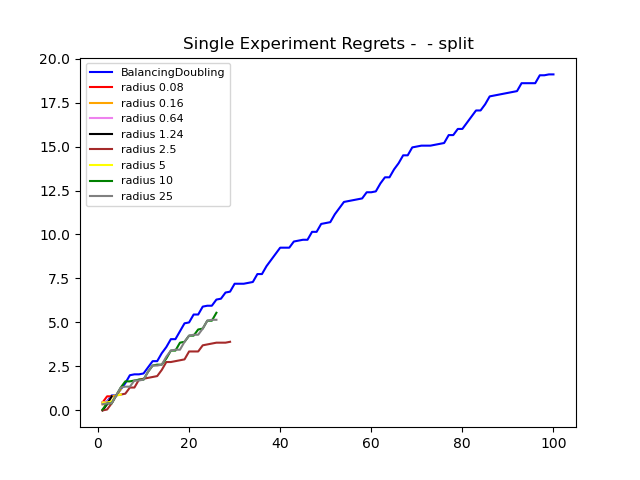 Single Experiment Regrets -  - split
20.0
17.5
15.0
12.5
10.0
7.5
5.0
2.5
0.0
BalancingDoubling
radius 0.08
radius 0.16
radius 0.64
radius 1.24
radius 2.5
radius 5
radius 10
radius 25
0 20 40 60 80 100